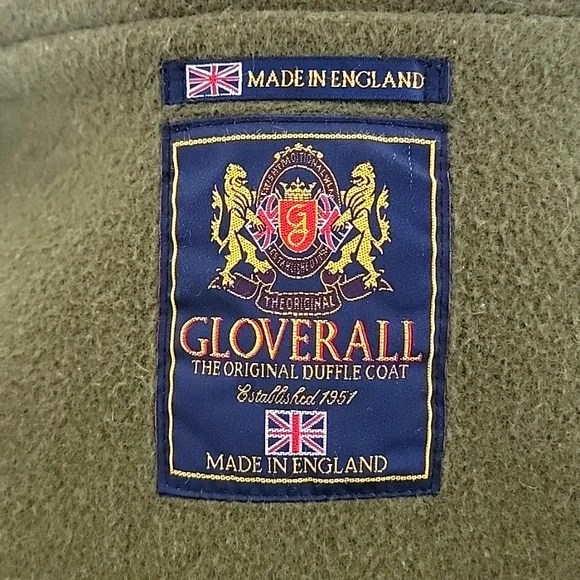 MADE IN ENGLAND
G
THE ORIGINAL
GLOVERALL
THE ORIGINAL DUFFLE COAT
Established 1951
MADE IN ENGLAND